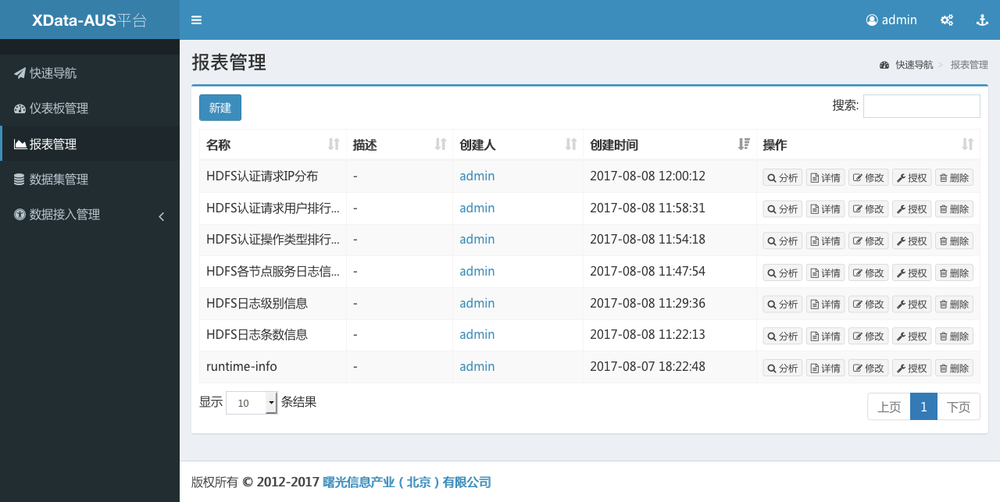 XData-AUS平台
admin
快速导航
仪表板管理
报表管理
数据集管理
数据接入管理
报表管理
快速导航 > 报表管理
新建
搜索:
名称 描述 创建人 创建时间 操作
HDFS认证请求IP分布 - admin 2017-08-08 12:00:12 分析 详情 修改 授权 删除
HDFS认证请求用户排行... - admin 2017-08-08 11:58:31 分析 详情 修改 授权 删除
HDFS认证操作类型排行... - admin 2017-08-08 11:54:18 分析 详情 修改 授权 删除
HDFS各节点服务日志信... - admin 2017-08-08 11:47:54 分析 详情 修改 授权 删除
HDFS日志级别信息 - admin 2017-08-08 11:29:36 分析 详情 修改 授权 删除
HDFS日志条数信息 - admin 2017-08-08 11:22:13 分析 详情 修改 授权 删除
runtime-info - admin 2017-08-07 18:22:48 分析 详情 修改 授权 删除
显示 10 条结果
上页 1 下页
版权所有 © 2012-2017 曙光信息产业（北京）有限公司